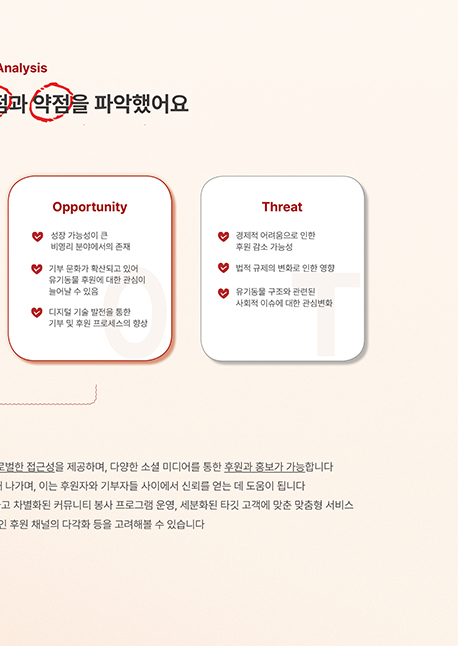 Analysis
점과 약점을 파악했어요
Opportunity
성장 가능성이 큰
비영리 분야에서의 존재
기부 문화가 확산되고 있어
유기동물 후원에 대한 관심이
늘어날 수 있음
디지털 기술 발전을 통한
기부 및 후원 프로세스의 향상
O
Threat
경제적 어려움으로 인한
후원 감소 가능성
법적 규제의 변화로 인한 영향
유기동물 구조와 관련된
사회적 이슈에 대한 관심변화
T
로벌한 접근성을 제공하며, 다양한 소셜 미디어를 통한 후원과 홍보가 가능합니다
나가며, 이는 후원자와 기부자들 사이에서 신뢰를 얻는 데 도움이 됩니다
고 차별화된 커뮤니티 봉사 프로그램 운영, 세분화된 타깃 고객에 맞춘 맞춤형 서비스
인 후원 채널의 다각화 등을 고려해볼 수 있습니다